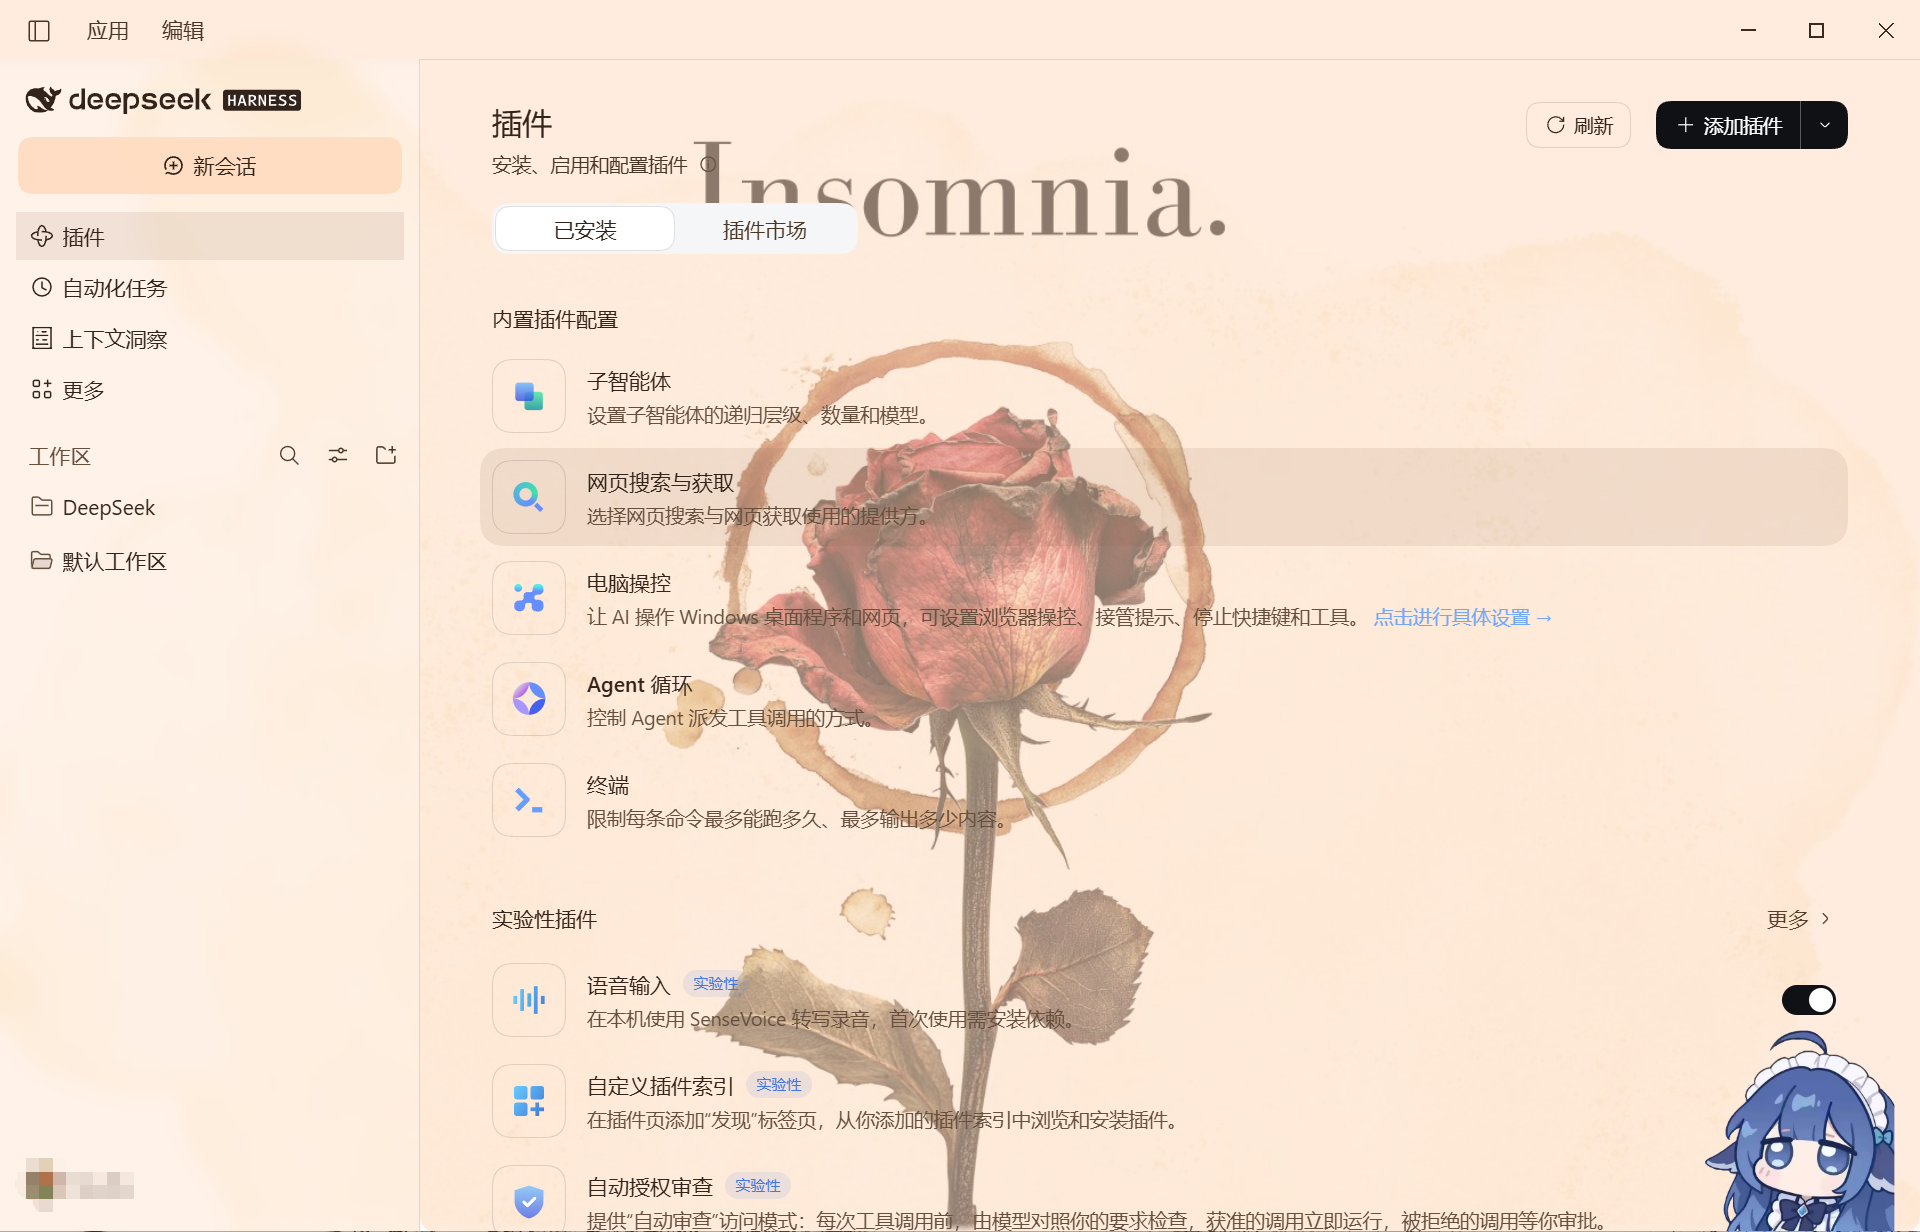 应用 编辑
deepseek HARNESS
新会话
插件
自动化任务
上下文洞察
更多
工作区
DeepSeek
默认工作区
插件
安装、启用和配置插件
刷新
添加插件
Insomnia.
已安装 插件市场
内置插件配置
子智能体
设置子智能体的递归层级、数量和模型。
网页搜索与获取
选择网页搜索与网页获取使用的提供方。
电脑操控
让 AI 操作 Windows 桌面程序和网页，可设置浏览器操控、接管提示、停止快捷键和工具。 点击进行具体设置 →
Agent 循环
控制 Agent 派发工具调用的方式。
终端
限制每条命令最多能跑多久、最多输出多少内容。
实验性插件 更多
语音输入 实验性
在本机使用 SenseVoice 转写录音，首次使用需安装依赖。
自定义插件索引 实验性
在插件页添加“发现”标签页，从你添加的插件索引中浏览和安装插件。
自动授权审查 实验性
提供“自动审查”访问模式：每次工具调用前，由模型对照你的要求检查，获准的调用立即运行，被拒绝的调用等你审批。